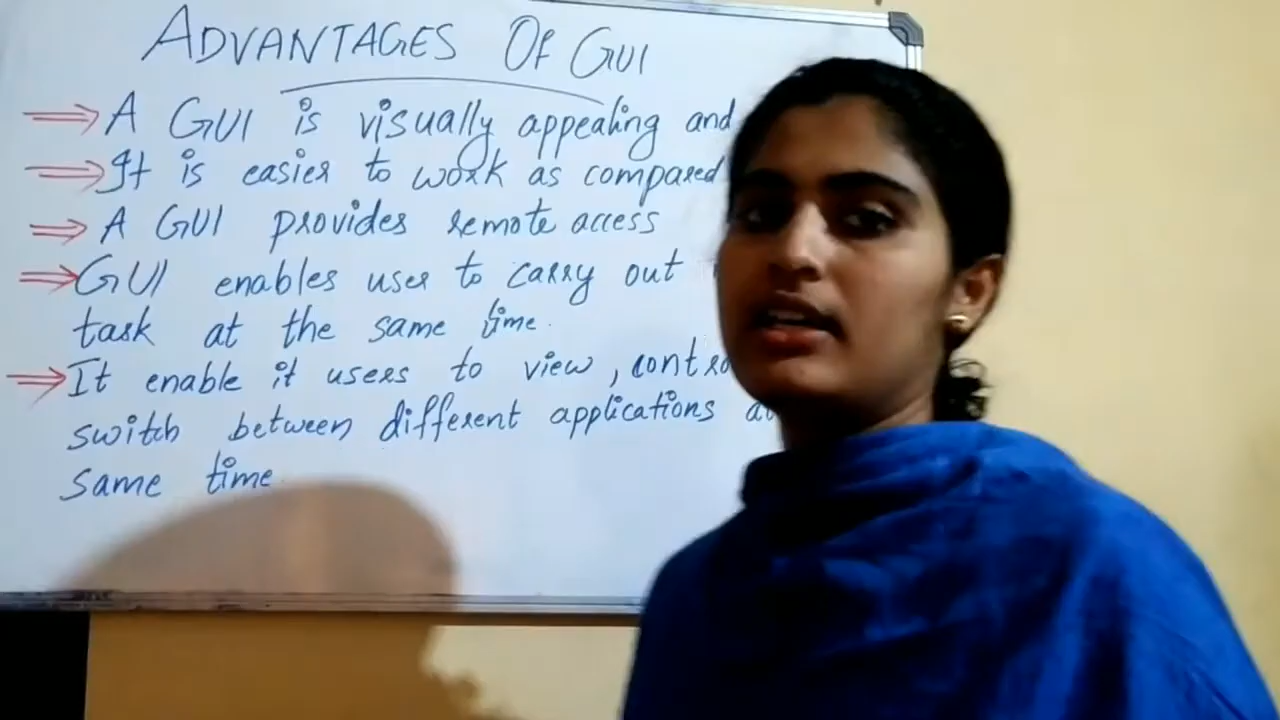 ADVANTAGES OF GUI
⇒ A GUI is visually appealing and
⇒ It is easier to work as compared
⇒ A GUI provides remote access
⇒ GUI enables user to carry out
task at the same time.
⇒ It enable it users to view, contro
switch between different applications a
same time.